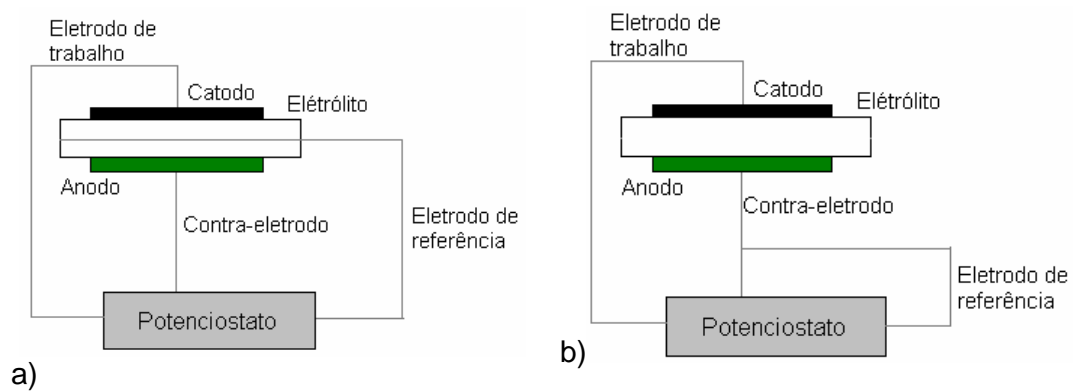 Eletrodo de
trabalho
Catodo
Elétrólito
Anodo
Contra-eletrodo
Eletrodo de
referência
Potenciostato
a)
Eletrodo de
trabalho
Catodo
Elétrólito
Anodo
Contra-eletrodo
Eletrodo de
referência
Potenciostato
b)